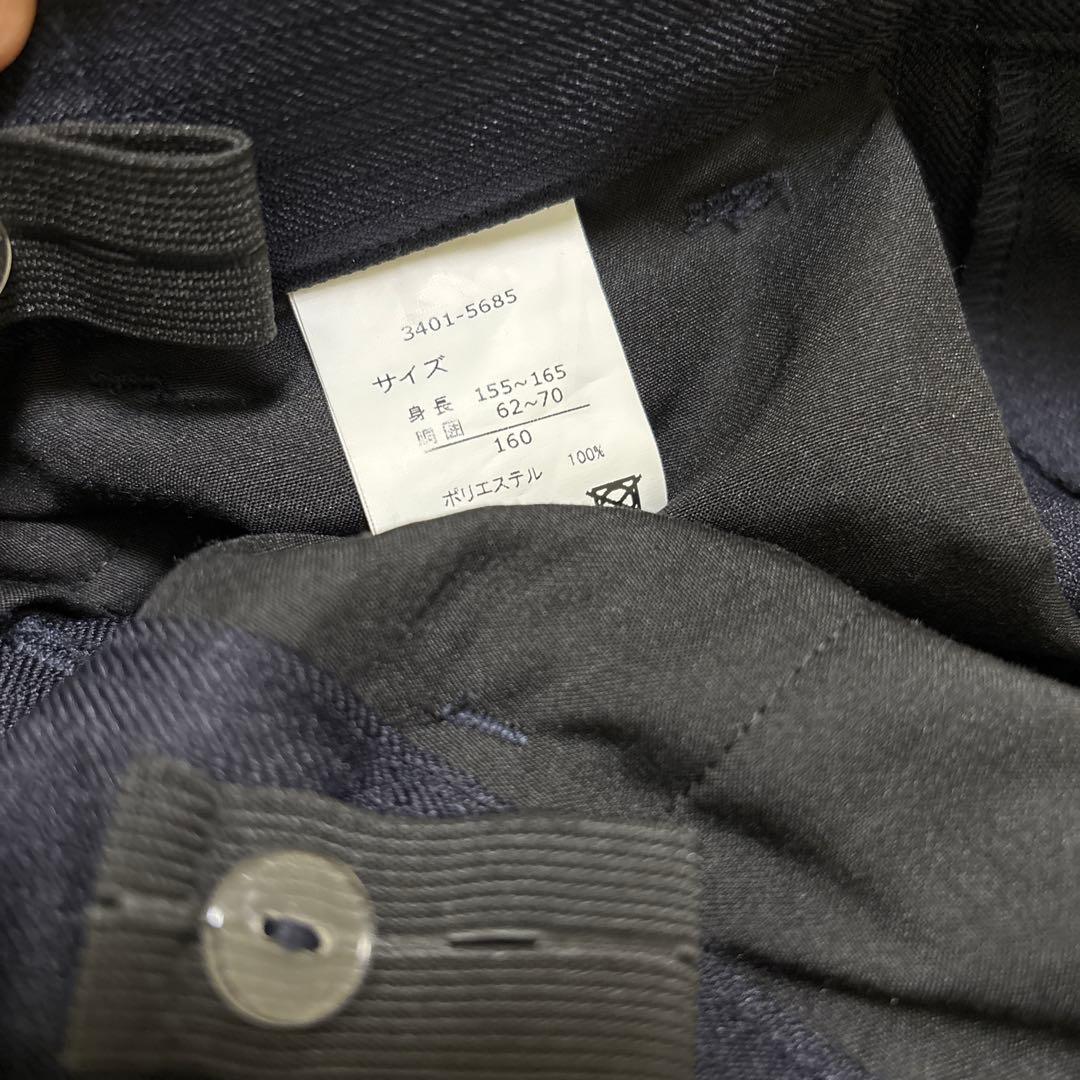 3401-5685
サイズ
身長 155~165
胴囲 62~70
160
ポリエステル 100%